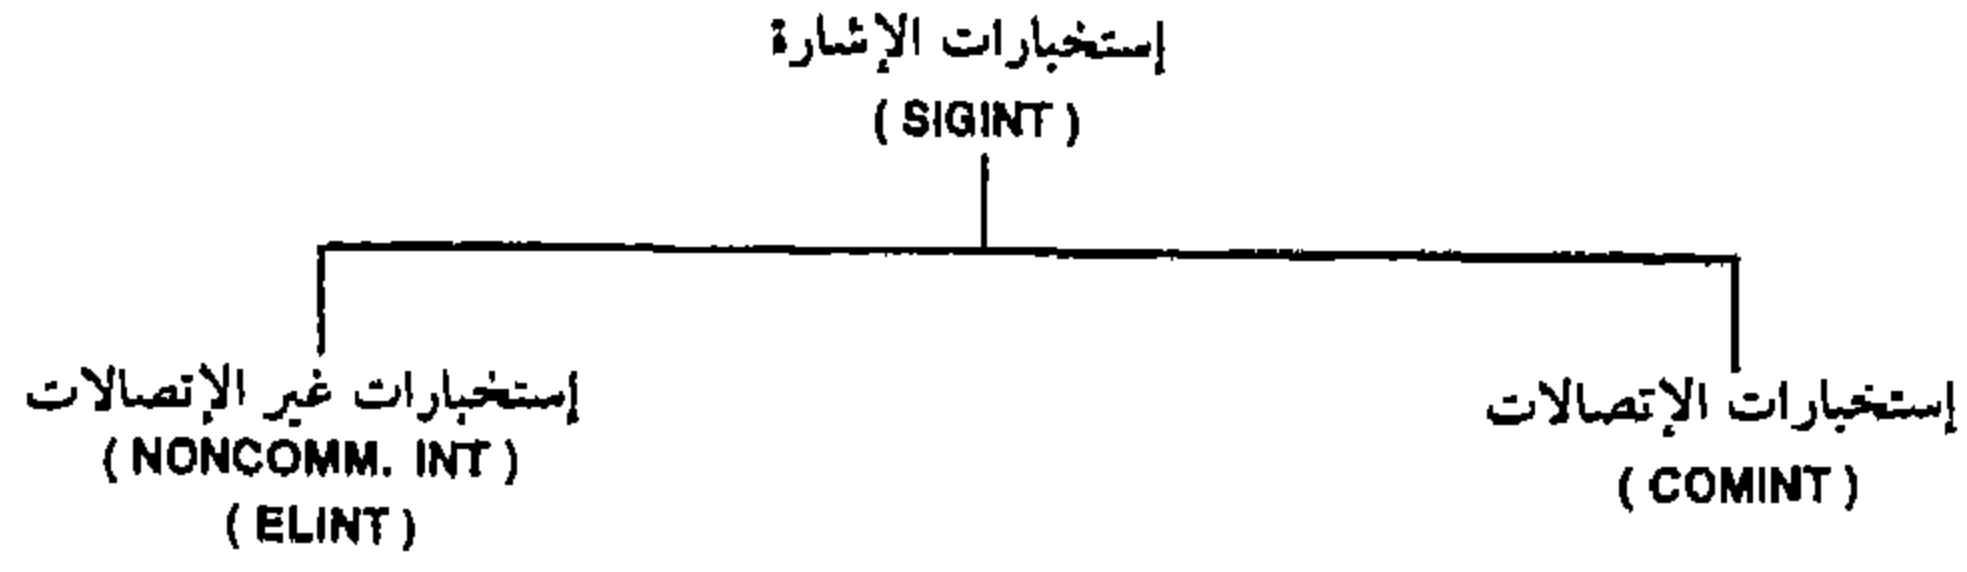 إستخبارات الإشارة
( SIGINT )
إستخبارات الإتصالات
( COMINT )
إستخبارات غير الإتصالات
( NONCOMM. INT )
( ELINT )